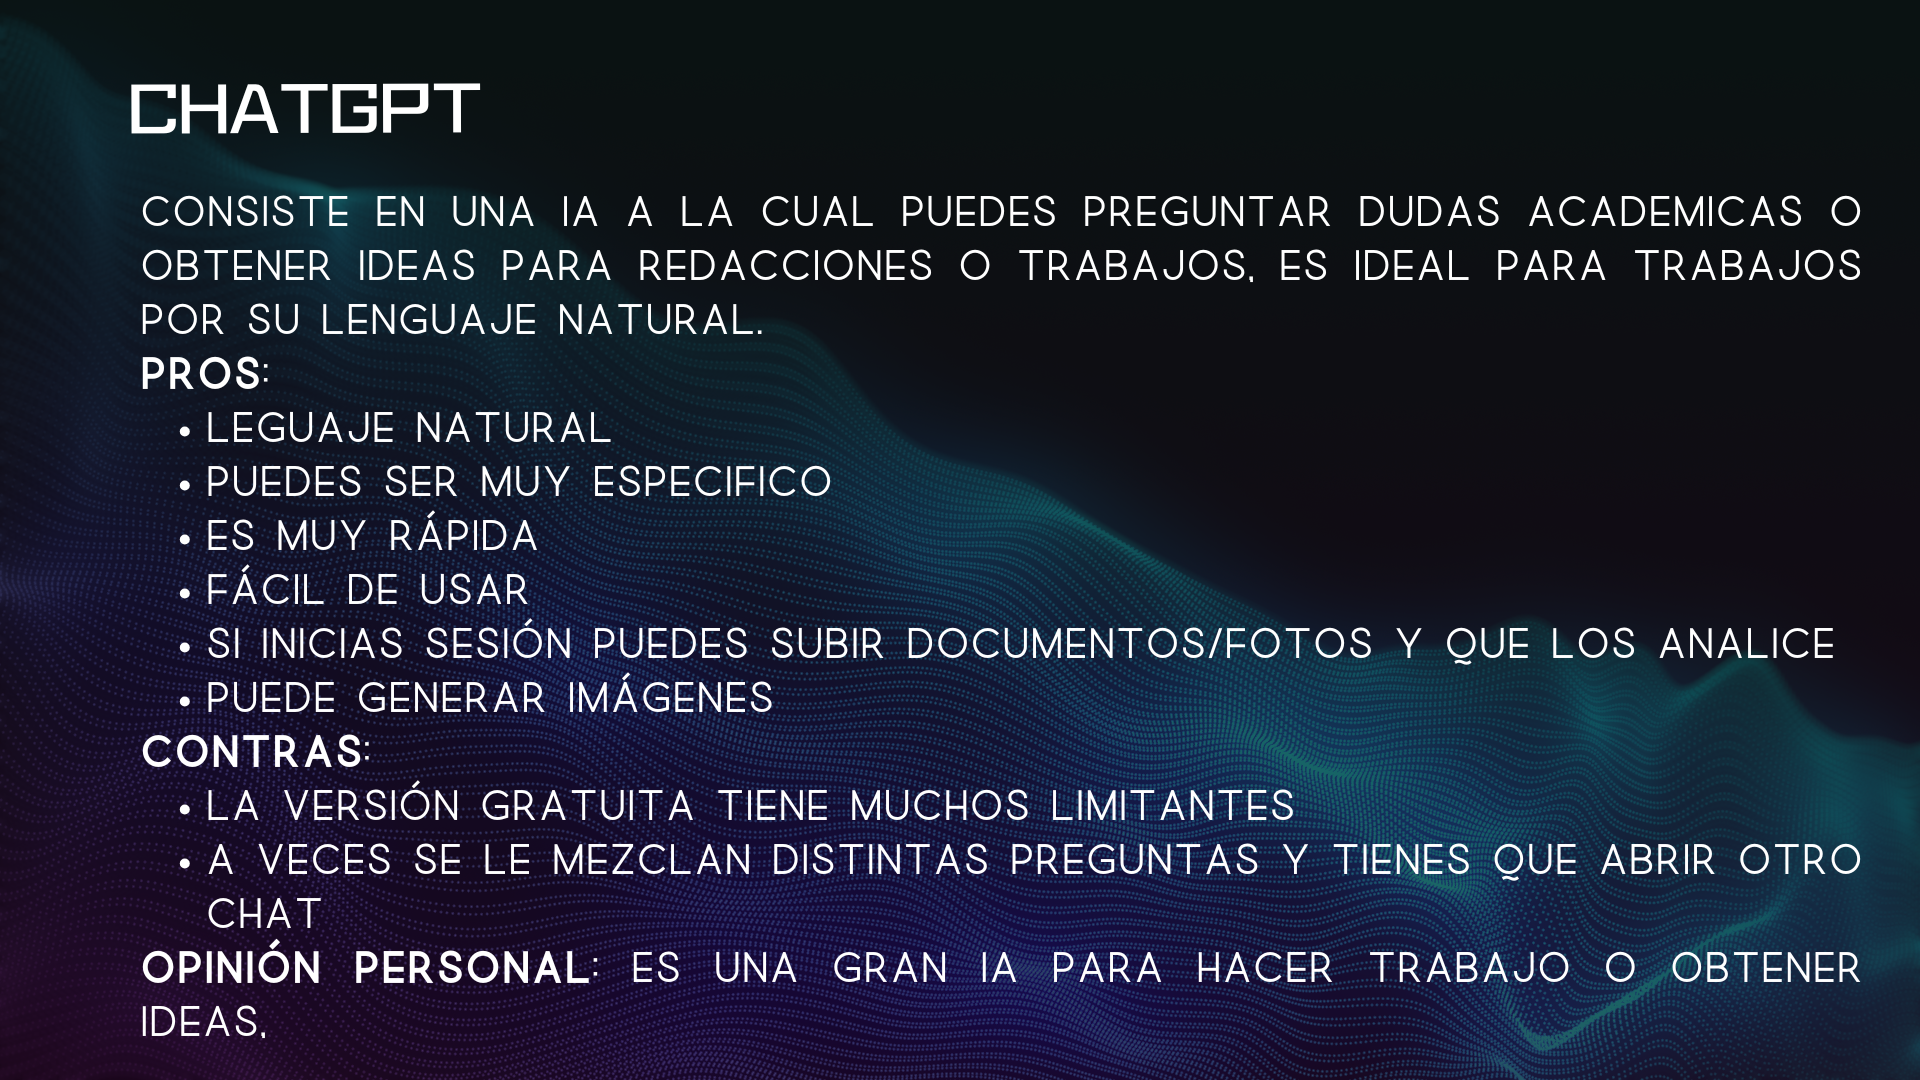 CHATGPT
CONSISTE EN UNA IA A LA CUAL PUEDES PREGUNTAR DUDAS ACADEMICAS O
OBTENER IDEAS PARA REDACCIONES O TRABAJOS, ES IDEAL PARA TRABAJOS
POR SU LENGUAJE NATURAL.
PROS:
• LEGUAJE NATURAL
• PUEDES SER MUY ESPECIFICO
• ES MUY RÁPIDA
• FÁCIL DE USAR
• SI INICIAS SESIÓN PUEDES SUBIR DOCUMENTOS/FOTOS Y QUE LOS ANALICE
• PUEDE GENERAR IMÁGENES
CONTRAS:
• LA VERSIÓN GRATUITA TIENE MUCHOS LIMITANTES
• A VECES SE LE MEZCLAN DISTINTAS PREGUNTAS Y TIENES QUE ABRIR OTRO
CHAT
OPINIÓN PERSONAL: ES UNA GRAN IA PARA HACER TRABAJO O OBTENER
IDEAS,